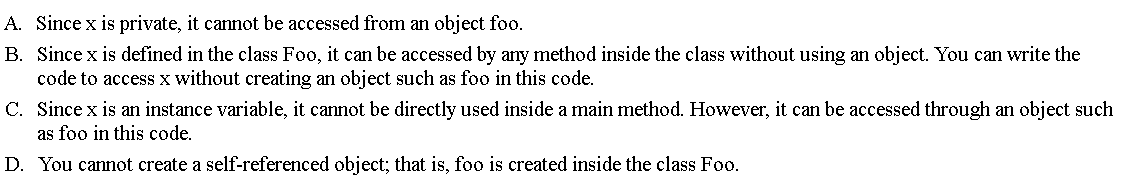 A. Since x is private, it cannot be accessed from an object foo.
B. Since x is defined in the class Foo, it can be accessed by any method inside the class without using an object. You can write the
code to access x without creating an object such as foo in this code.
C. Since x is an instance variable, it cannot be directly used inside a main method. However, it can be accessed through an object such
as foo in this code.
D. You cannot create a self-referenced object; that is, foo is created inside the class Foo.